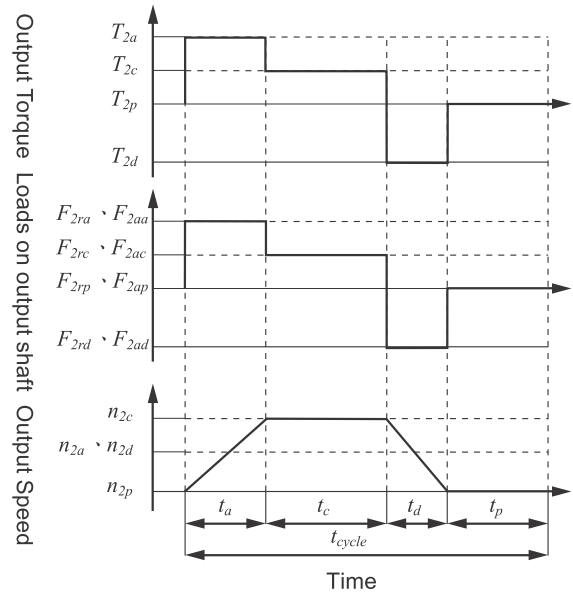 Output Torque
T2a
T2c
T2p
T2d
Loads on output shaft
F2ra、F2aa
F2rc、F2ac
F2rp、F2ap
F2rd、F2ad
Output Speed
n2c
n2a、n2d
n2p
ta tc td tp
tcycle
Time